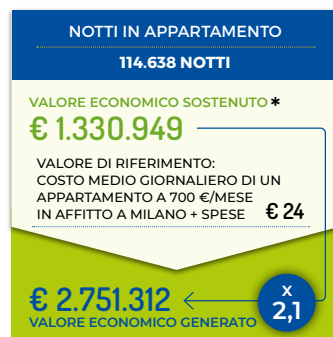 NOTTI IN APPARTAMENTO
114.638 NOTTI
VALORE ECONOMICO SOSTENUTO *
€ 1.330.949
VALORE DI RIFERIMENTO:
COSTO MEDIO GIORNALIERO DI UN
APPARTAMENTO A 700 €/MESE
IN AFFITTO A MILANO + SPESE € 24
€ 2.751.312
VALORE ECONOMICO GENERATO
x
2,1